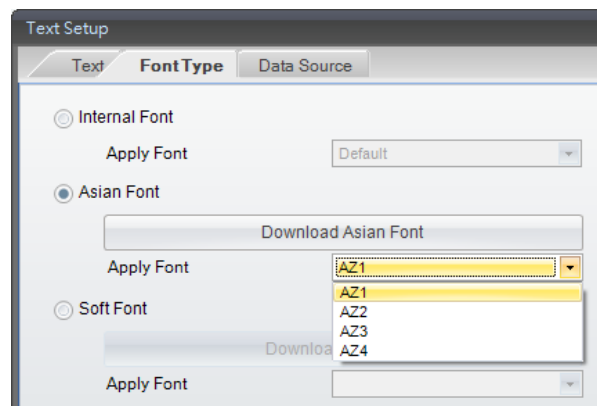 Text Setup
Text Font Type Data Source
Internal Font
Apply Font Default
Asian Font
Download Asian Font
Apply Font AZ1
AZ1
Soft Font AZ2
AZ3
AZ4
Apply Font